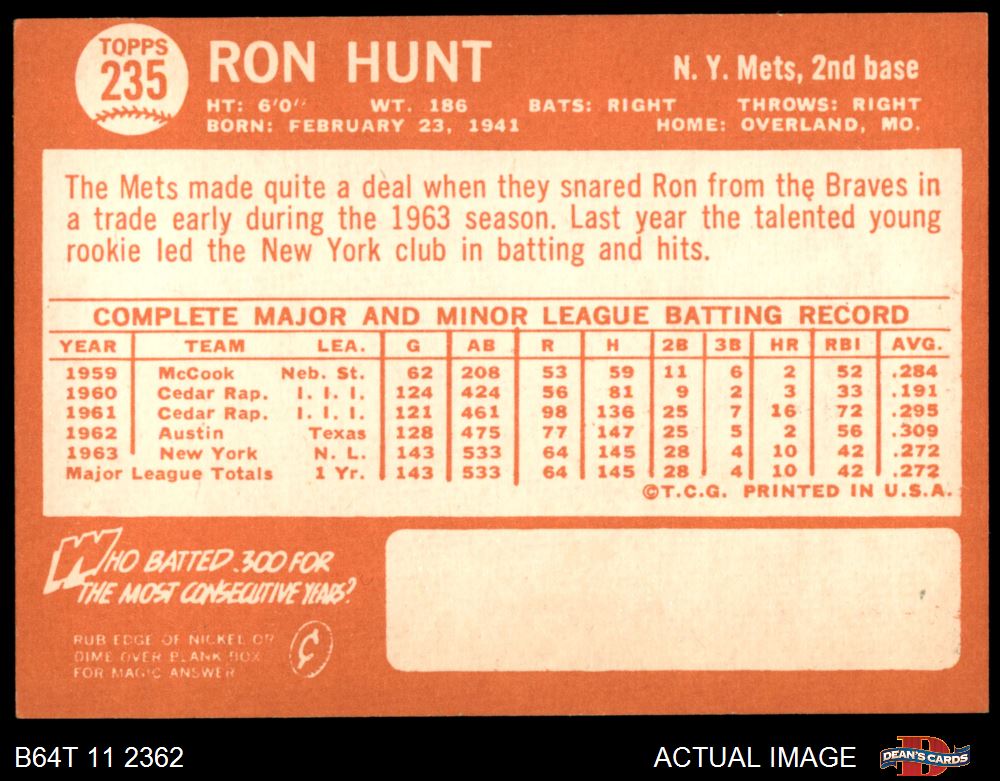 TOPPS
235
RON HUNT
N. Y. Mets, 2nd base
HT: 6'0" WT. 186 BATS: RIGHT THROWS: RIGHT
BORN: FEBRUARY 23, 1941 HOME: OVERLAND, MO.
The Mets made quite a deal when they snared Ron from the Braves in
a trade early during the 1963 season. Last year the talented young
rookie led the New York club in batting and hits.
COMPLETE MAJOR AND MINOR LEAGUE BATTING RECORD
YEAR TEAM LEA. G AB R H 2B 3B HR RBI AVG.
1959 McCook Neb. St. 62 208 53 59 11 6 2 52 .284
1960 Cedar Rap. I. I. I. 124 424 56 81 9 2 3 33 .191
1961 Cedar Rap. I. I. I. 121 461 98 136 25 7 16 72 .295
1962 Austin Texas 128 475 77 147 25 5 2 56 .309
1963 New York N. L. 143 533 64 145 28 4 10 42 .272
Major League Totals 1 Yr. 143 533 64 145 28 4 10 42 .272
©T.C.G. PRINTED IN U.S.A.
WHO BATTED .300 FOR
THE MOST CONSECUTIVE YEARS?
RUB EDGE OF NICKEL OR
DIME OVER BLANK BOX
FOR MAGIC ANSWER
¢
B64T 11 2362
ACTUAL IMAGE
DEAN'S CARDS